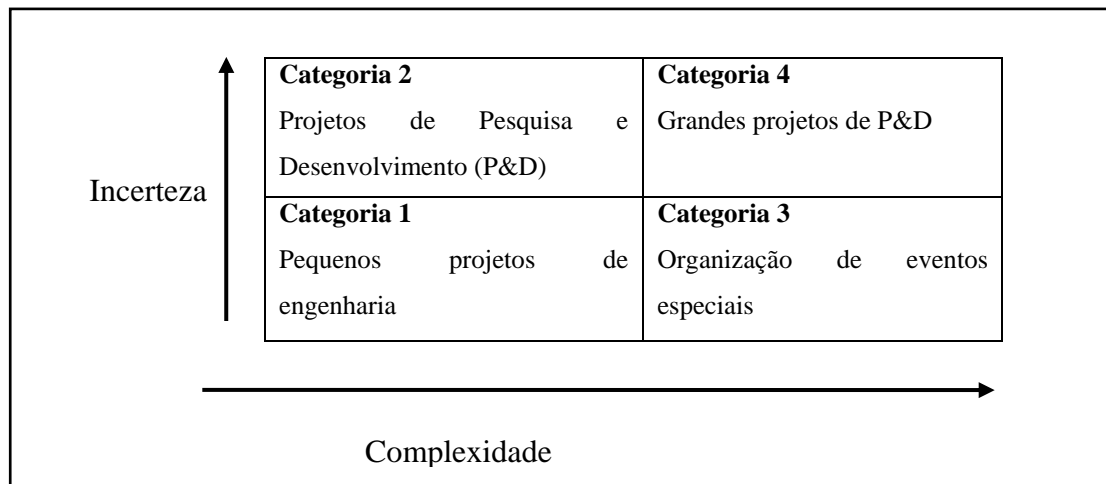 Categoria 2
Projetos de Pesquisa e
Desenvolvimento (P&D)
Categoria 4
Grandes projetos de P&D
Incerteza
Categoria 1
Pequenos projetos de
engenharia
Categoria 3
Organização de eventos
especiais
Complexidade